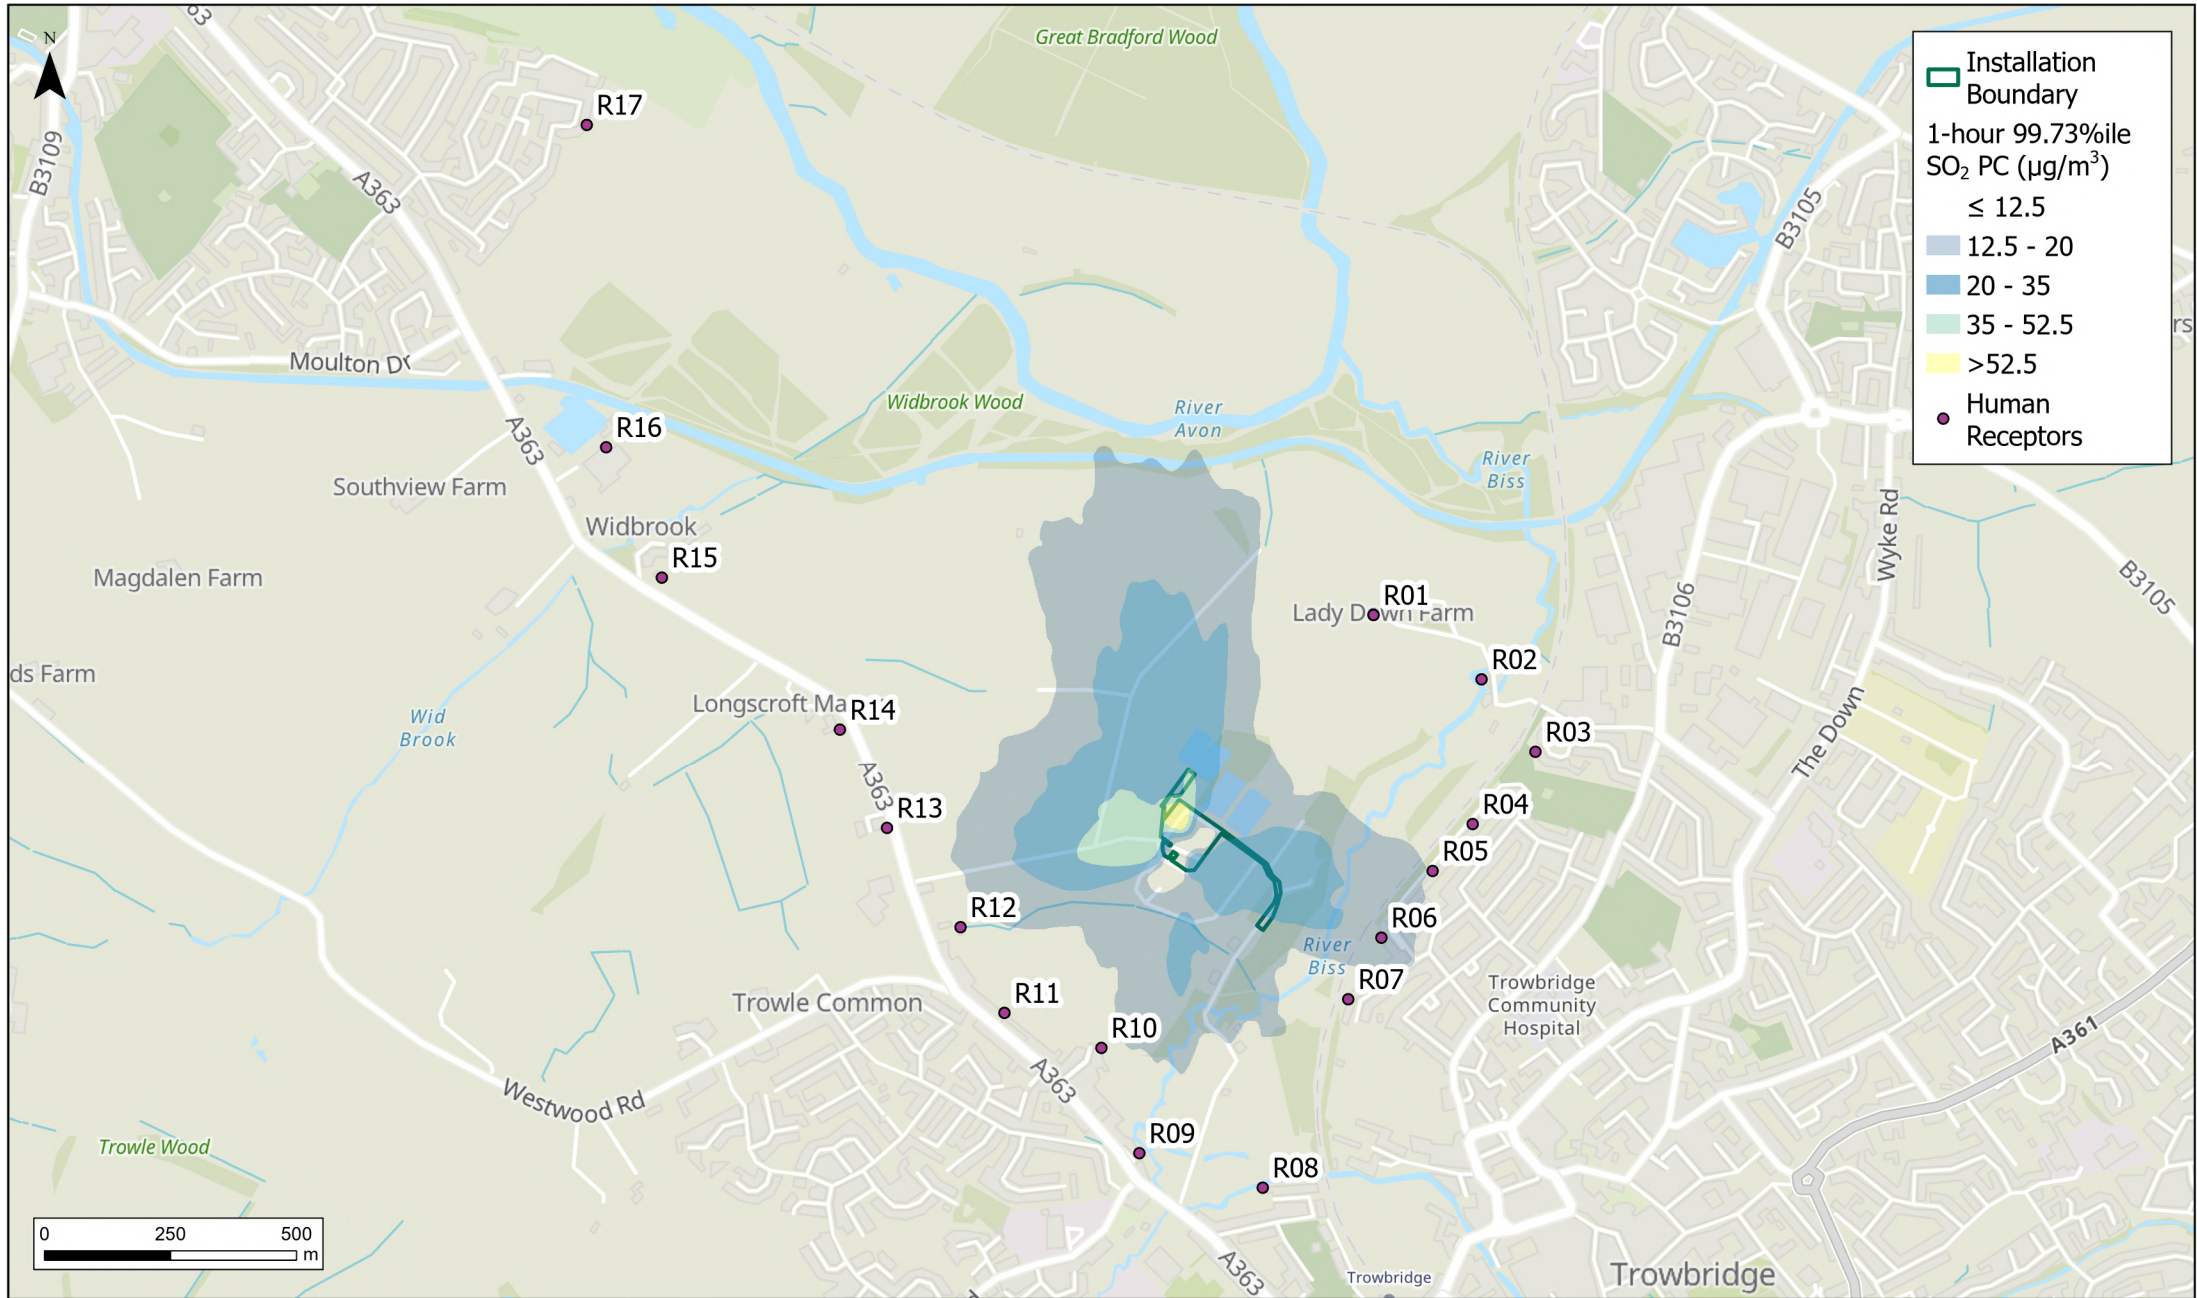 N
63
Great Bradford Wood
R17
B3109
A363
B3105
Installation
Boundary
1-hour 99.73%ile
SO₂ PC (µg/m³)
≤ 12.5
12.5 - 20
20 - 35
35 - 52.5
>52.5
Human
Receptors
rs
Moulton Dr
Widbrook Wood
River
Avon
R16
A363
River
Biss
Southview Farm
Widbrook
Wyke Rd
R15
Magdalen Farm
B3105
R01
Lady Down Farm
B3106
ds Farm
R02
Longscroft Ma
R14
Wid
Brook
R03
The Down
A363
R13
R04
R05
R12
R06
River
Biss
R07
Trowbridge
Community
Hospital
Trowle Common
R11
R10
A361
A363
Westwood Rd
Trowle Wood
R09
R08
0 250 500
m
A363
Trowbridge
Trowbridge